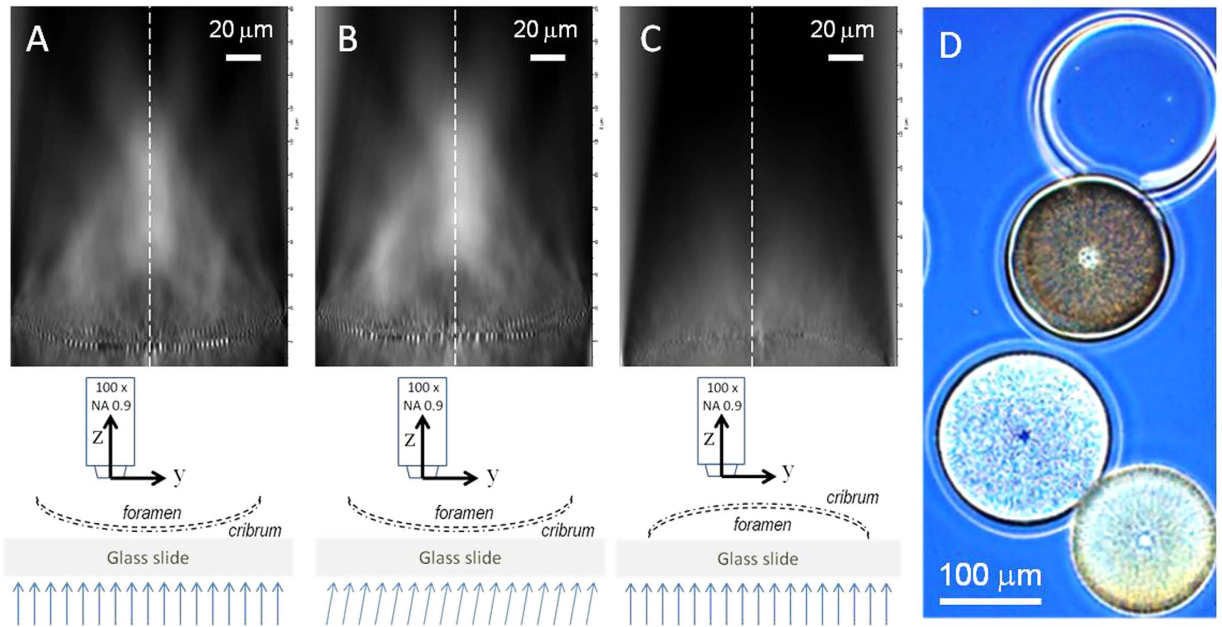 A
20 μm
B
20 μm
C
20 μm
D
100 x
NA 0.9
Z
y
foramen
cribrum
Glass slide
100 x
NA 0.9
Z
y
foramen
cribrum
Glass slide
100 x
NA 0.9
Z
y
cribrum
foramen
Glass slide
100 μm